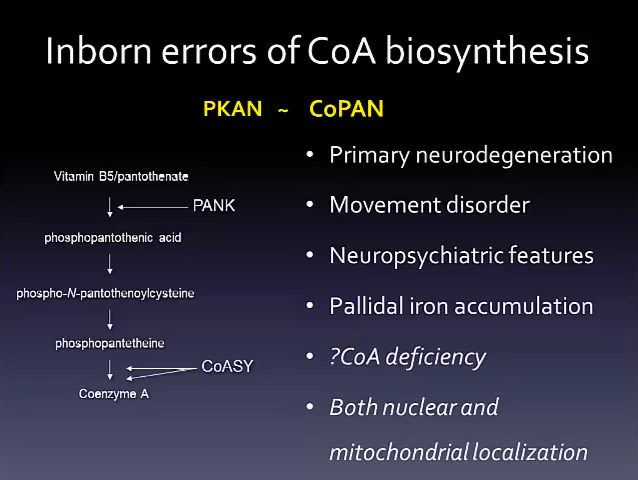 Inborn errors of CoA biosynthesis
PKAN ~ CoPAN
Vitamin B5/pantothenate
PANK
phosphopantothenic acid
phospho-N-pantothenoylcysteine
phosphopantetheine
CoASY
Coenzyme A
• Primary neurodegeneration
• Movement disorder
• Neuropsychiatric features
• Pallidal iron accumulation
• ?CoA deficiency
• Both nuclear and
mitochondrial localization